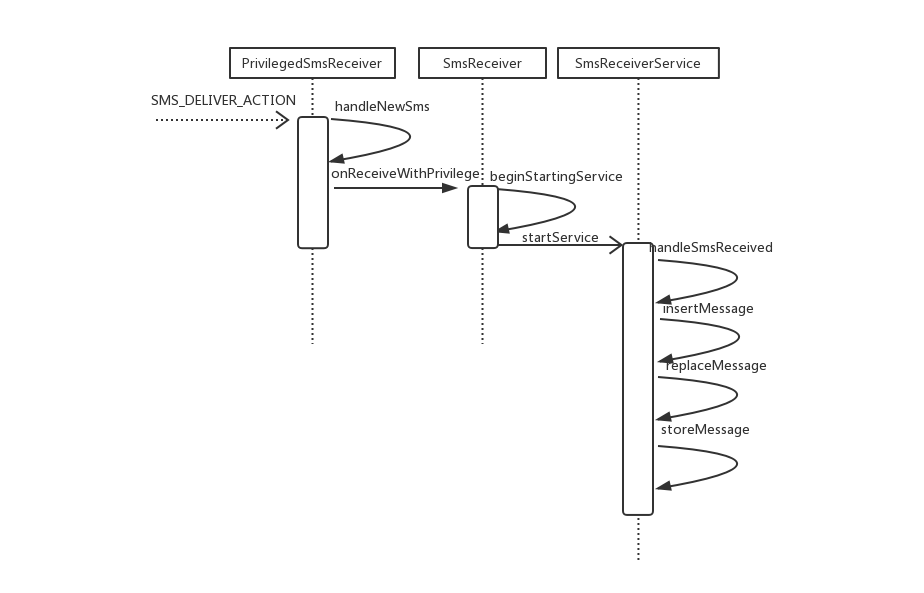 PrivilegedSmsReceiver
SmsReceiver
SmsReceiverService
SMS_DELIVER_ACTION
handleNewSms
onReceiveWithPrivilege
beginStartingService
startService
handleSmsReceived
insertMessage
replaceMessage
storeMessage